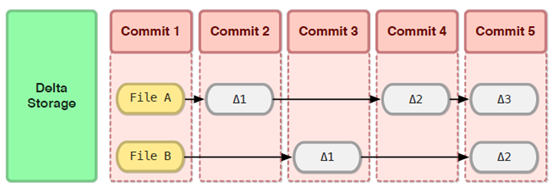 Commit 1 Commit 2 Commit 3 Commit 4 Commit 5
Delta
Storage
File A Δ1 Δ2 Δ3
File B Δ1 Δ2